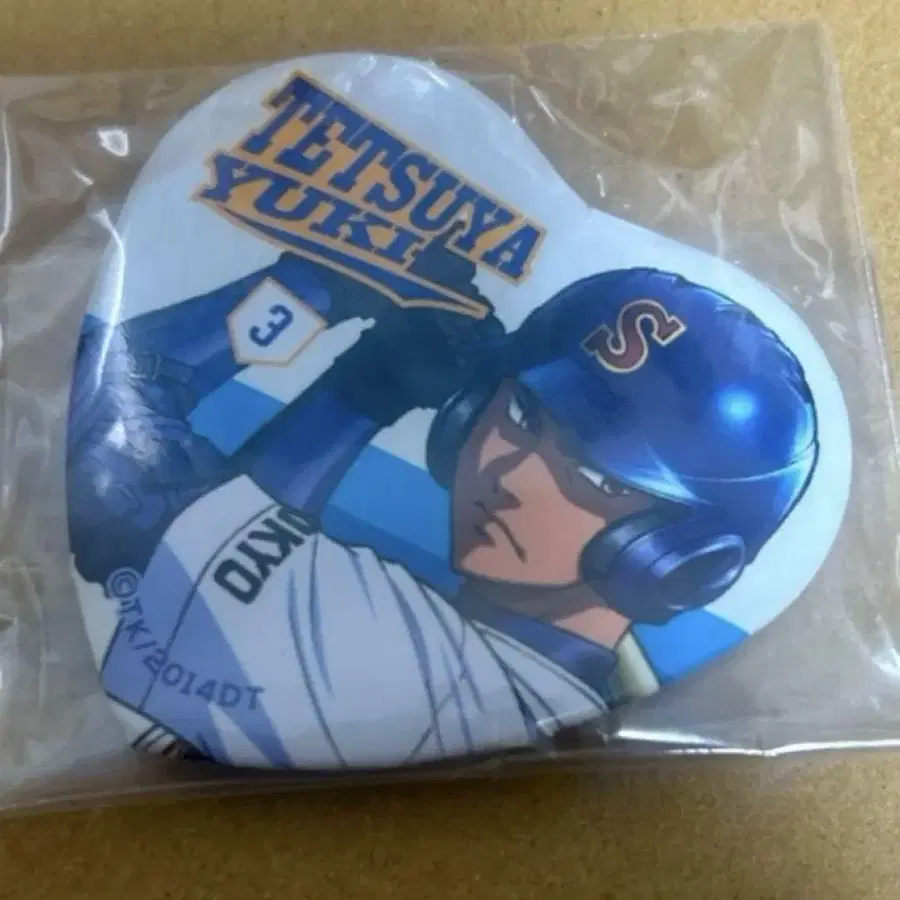 TETSUYA
YUKI
3
S
OKYO
©TK/2014DT